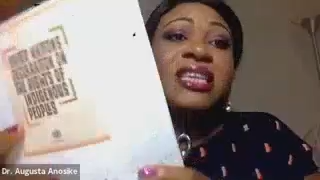 UNITED NATIONS
DECLARATION ON
THE RIGHTS OF
INDIGENOUS
PEOPLES
Dr. Augusta Anosike